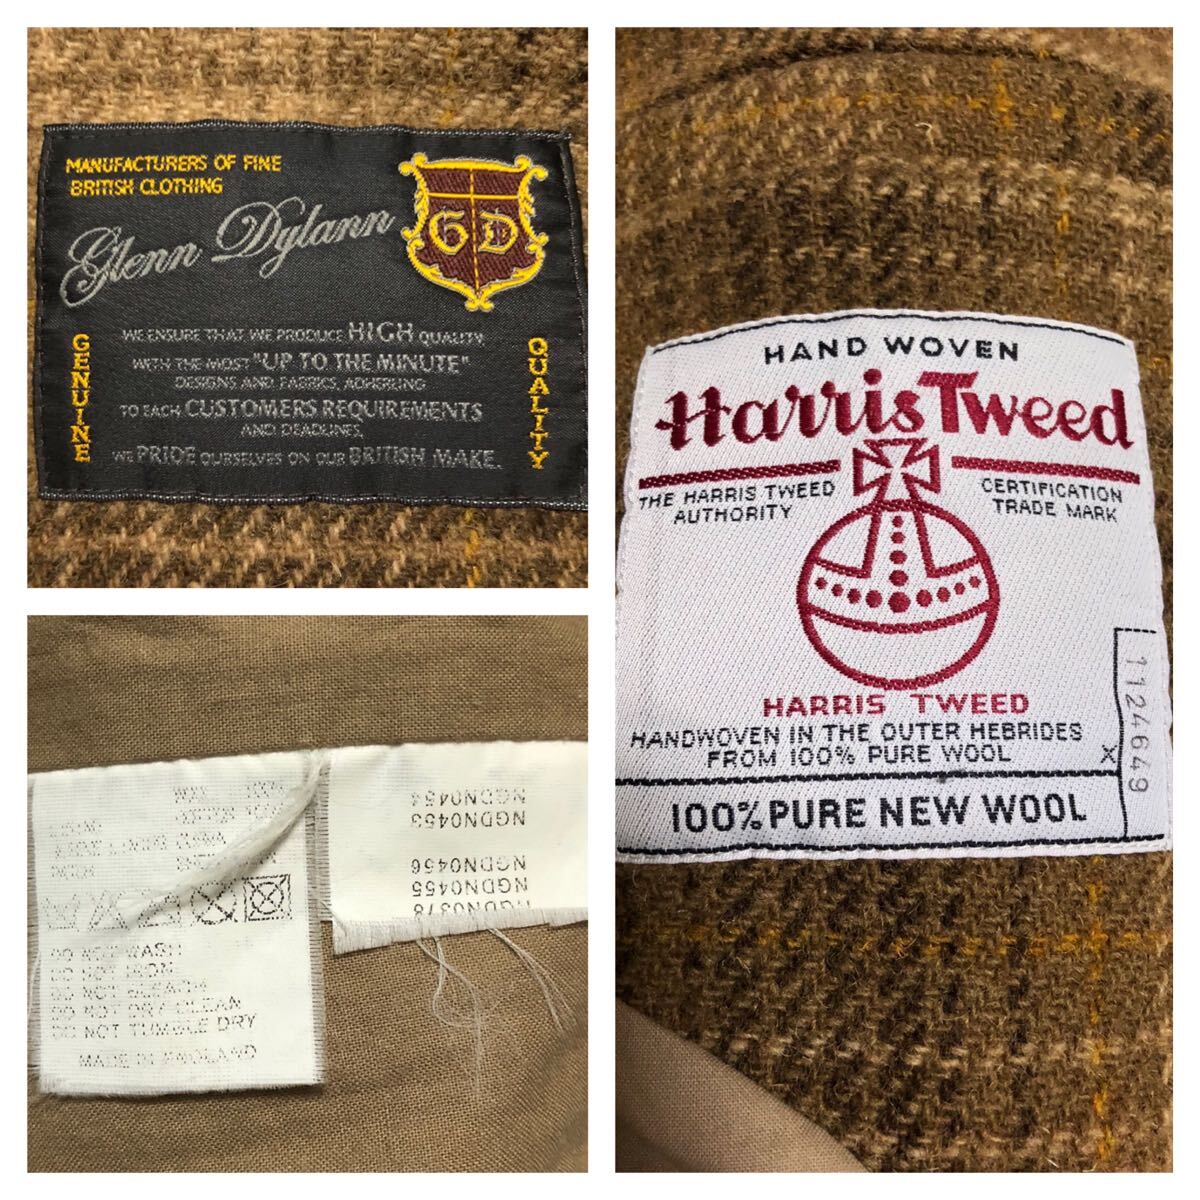 MANUFACTURERS OF FINE
BRITISH CLOTHING
Glenn Dylann
GD
GENUINE
QUALITY
WE ENSURE THAT WE PRODUCE HIGH QUALITY
WITH THE MOST "UP TO THE MINUTE"
DESIGNS AND FABRICS, ADHERING
TO EACH CUSTOMERS REQUIREMENTS
AND DEADLINES,
WE PRIDE OURSELVES ON OUR BRITISH MAKE.
HAND WOVEN
Harris Tweed
THE HARRIS TWEED
AUTHORITY
CERTIFICATION
TRADE MARK
HARRIS TWEED
HANDWOVEN IN THE OUTER HEBRIDES
FROM 100% PURE WOOL
X
1124649
100% PURE NEW WOOL
DO NOT WASH
DO NOT IRON
DO NOT BLEACH
DO NOT DRY CLEAN
DO NOT TUMBLE DRY
MADE IN ENGLAND
NGDN0378
NGDN0455
NGDN0456
NGDN0453
NGDN0454